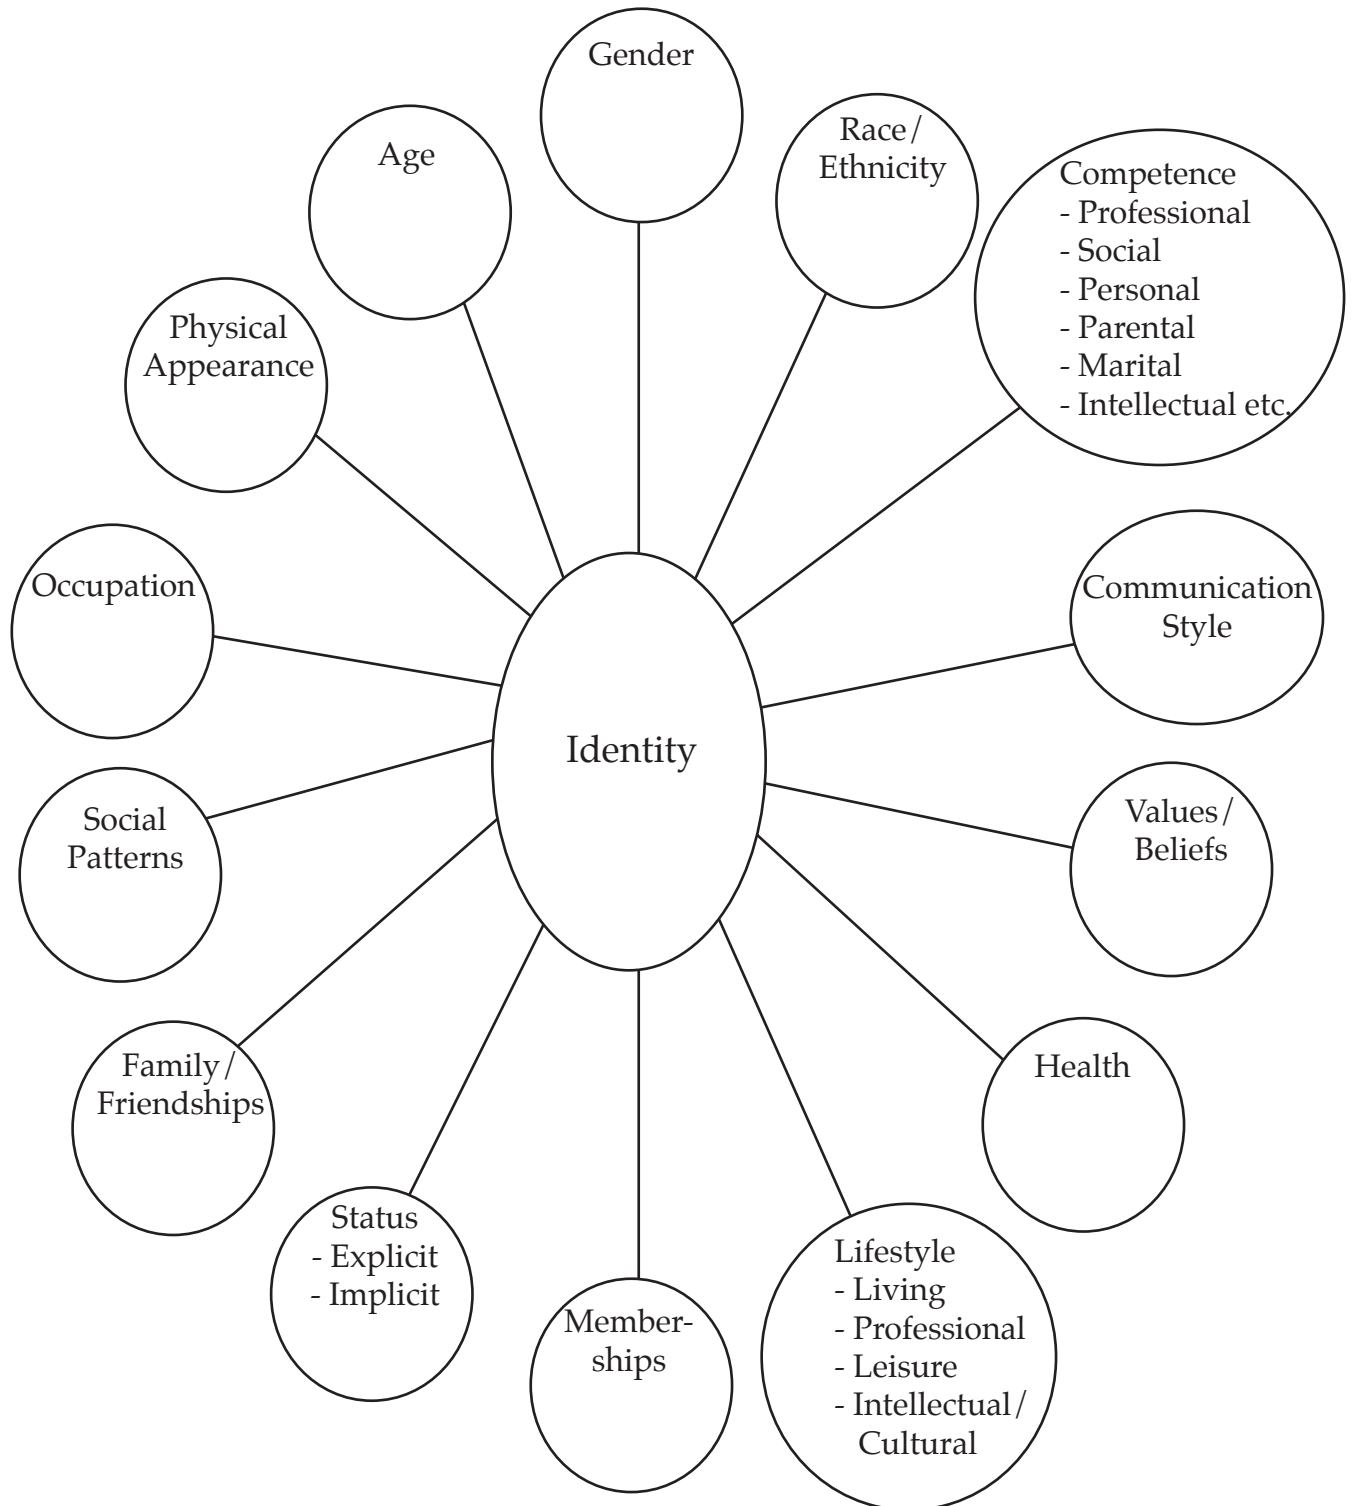 Gender
Race/
Ethnicity
Age
Competence
- Professional
- Social
- Personal
- Parental
- Marital
- Intellectual etc.
Physical
Appearance
Occupation
Communication
Style
Identity
Social
Patterns
Values/
Beliefs
Family/
Friendships
Health
Status
- Explicit
- Implicit
Member-
ships
Lifestyle
- Living
- Professional
- Leisure
- Intellectual/
Cultural